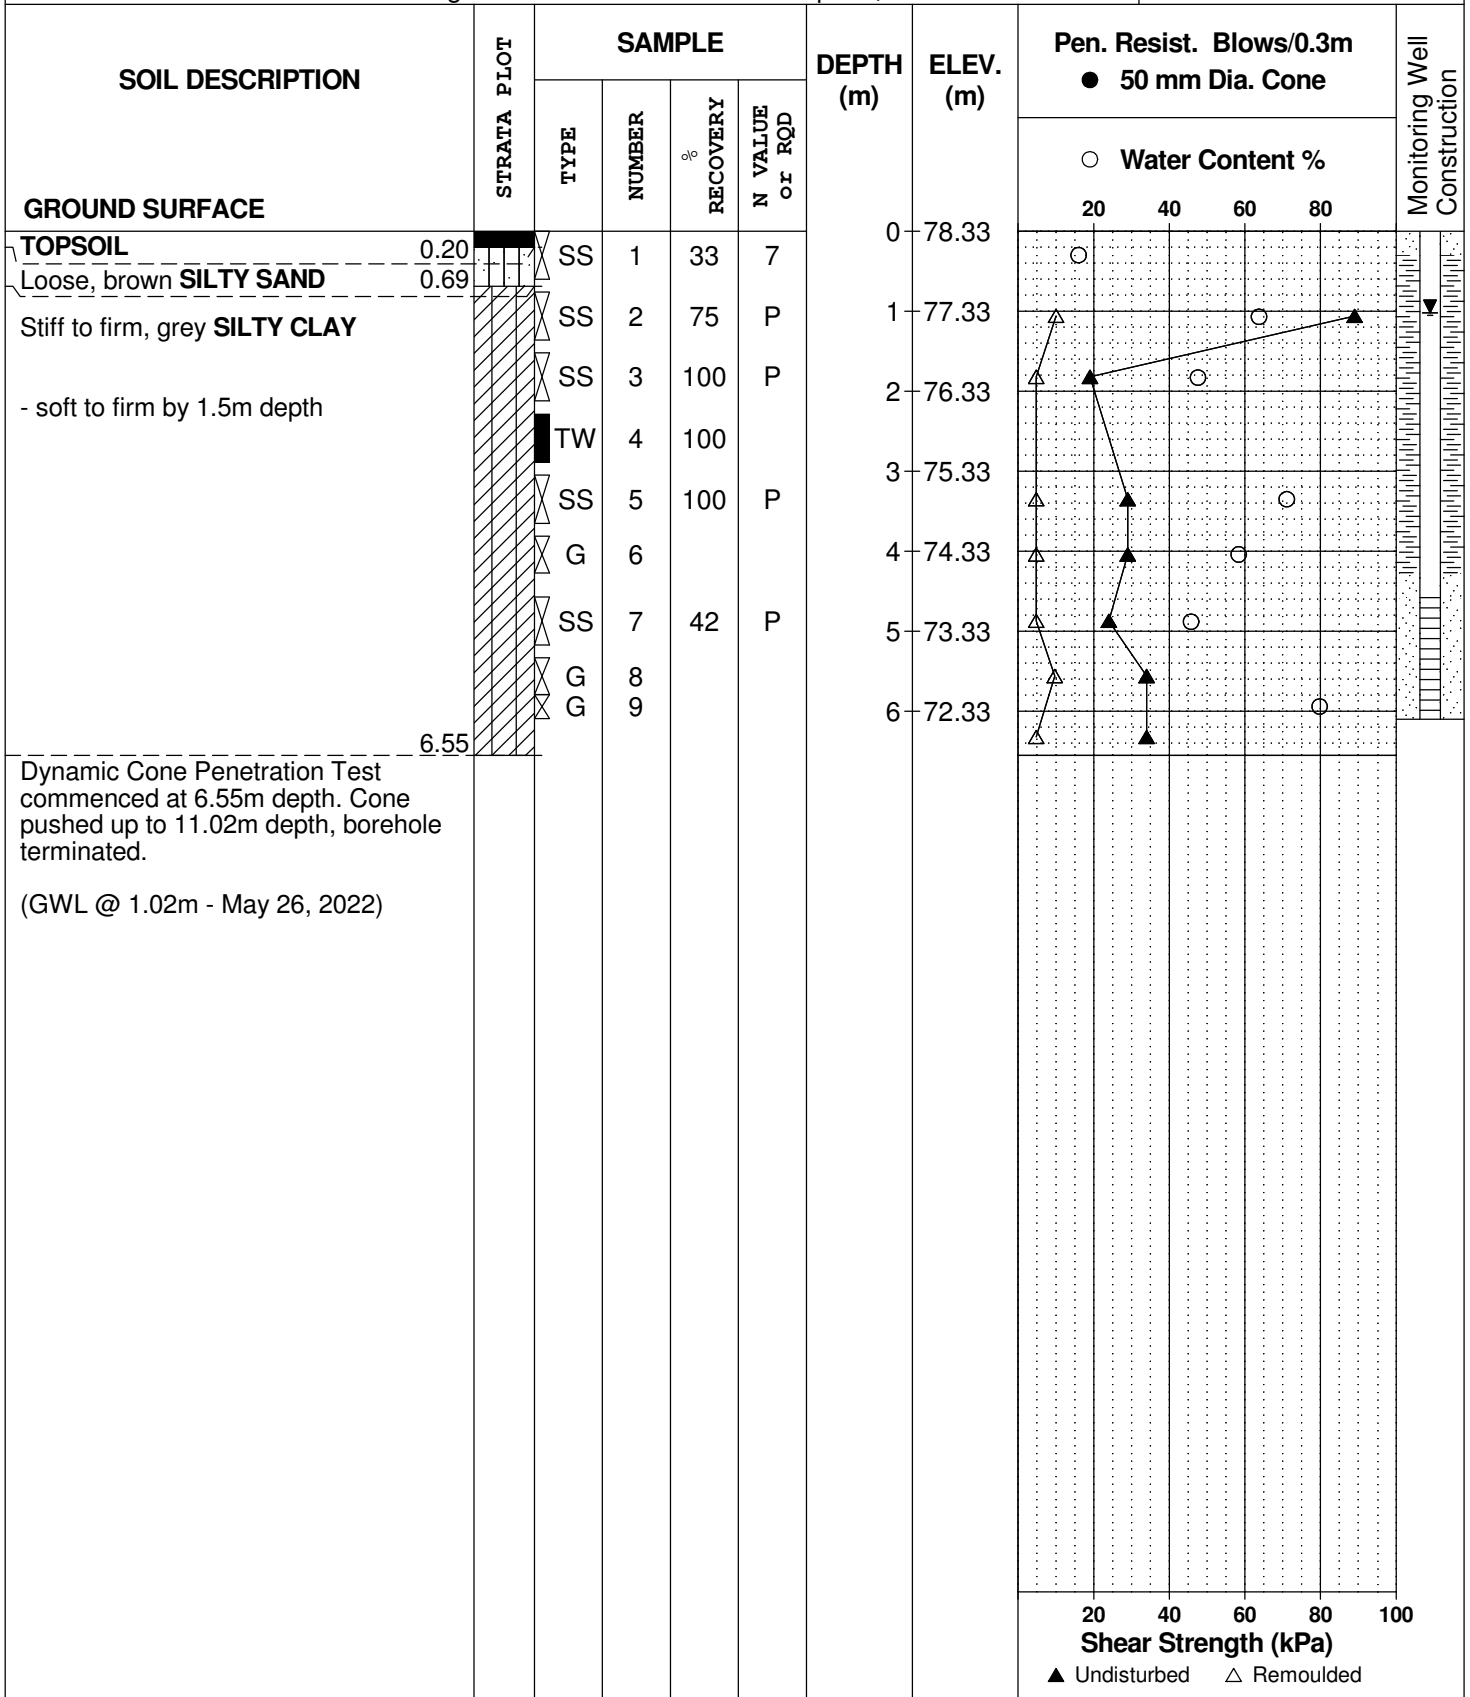 SOIL DESCRIPTION
GROUND SURFACE
STRATA PLOT
SAMPLE
TYPE
NUMBER
% RECOVERY
N VALUE or RQD
DEPTH (m)
ELEV. (m)
Pen. Resist. Blows/0.3m
● 50 mm Dia. Cone
○ Water Content %
20 40 60 80
Monitoring Well Construction
0 78.33
TOPSOIL 0.20
SS 1 33 7
Loose, brown SILTY SAND 0.69
1 77.33
Stiff to firm, grey SILTY CLAY
SS 2 75 P
SS 3 100 P
2 76.33
- soft to firm by 1.5m depth
TW 4 100
3 75.33
SS 5 100 P
4 74.33
G 6
SS 7 42 P
5 73.33
G 8
G 9
6 72.33
6.55
Dynamic Cone Penetration Test
commenced at 6.55m depth. Cone
pushed up to 11.02m depth, borehole
terminated.
(GWL @ 1.02m - May 26, 2022)
20 40 60 80 100
Shear Strength (kPa)
▲ Undisturbed △ Remoulded